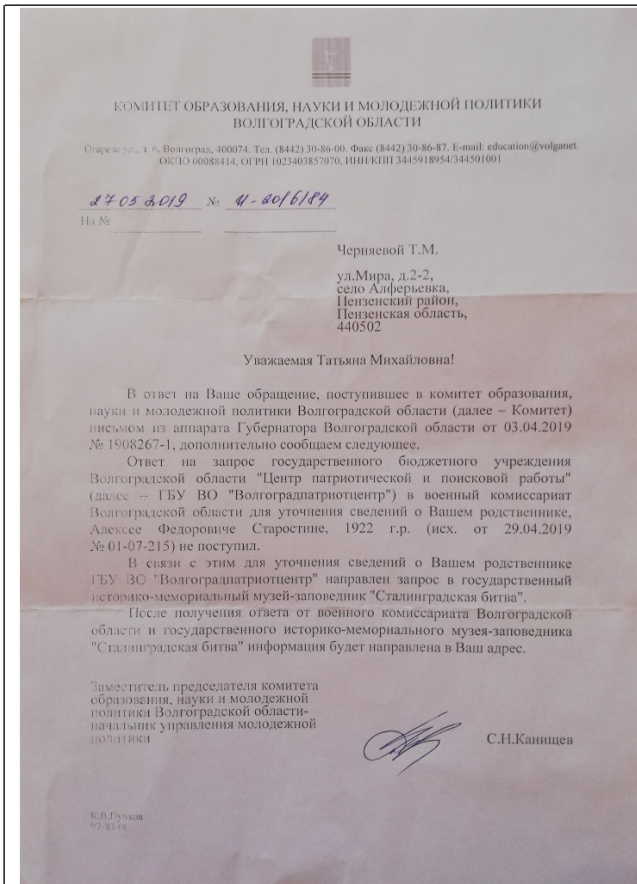 КОМИТЕТ ОБРАЗОВАНИЯ, НАУКИ И МОЛОДЕЖНОЙ ПОЛИТИКИ
ВОЛГОГРАДСКОЙ ОБЛАСТИ
Огарева ул., д. 6, Волгоград, 400074. Тел. (8442) 30-86-00. Факс (8442) 30-86-87. E-mail: education@volganet.
ОКПО 00088414, ОГРН 1023403857070, ИНН/КПП 3445918954/344501001
27 05 2019 № И-20/6184
На №
Черняевой Т.М.
ул.Мира, д.2-2,
село Алферьевка,
Пензенский район,
Пензенская область,
440502
Уважаемая Татьяна Михайловна!
В ответ на Ваше обращение, поступившее в комитет образования,
науки и молодежной политики Волгоградской области (далее – Комитет)
письмом из аппарата Губернатора Волгоградской области от 03.04.2019
№ 1908267-1, дополнительно сообщаем следующее.
Ответ на запрос государственного бюджетного учреждения
Волгоградской области "Центр патриотической и поисковой работы"
(далее – ГБУ ВО "Волгоградпатриотцентр") в военный комиссариат
Волгоградской области для уточнения сведений о Вашем родственнике,
Алексее Федоровиче Старостине, 1922 г.р. (исх. от 29.04.2019
№ 01-07-215) не поступил.
В связи с этим для уточнения сведений о Вашем родственнике
ГБУ ВО "Волгоградпатриотцентр" направлен запрос в государственный
историко-мемориальный музей-заповедник "Сталинградская битва".
После получения ответа от военного комиссариата Волгоградской
области и государственного историко-мемориального музея-заповедника
"Сталинградская битва" информация будет направлена в Ваш адрес.
Заместитель председателя комитета
образования, науки и молодежной
политики Волгоградской области-
начальник управления молодежной
политики
С.Н.Канищев
К.В.Пучков